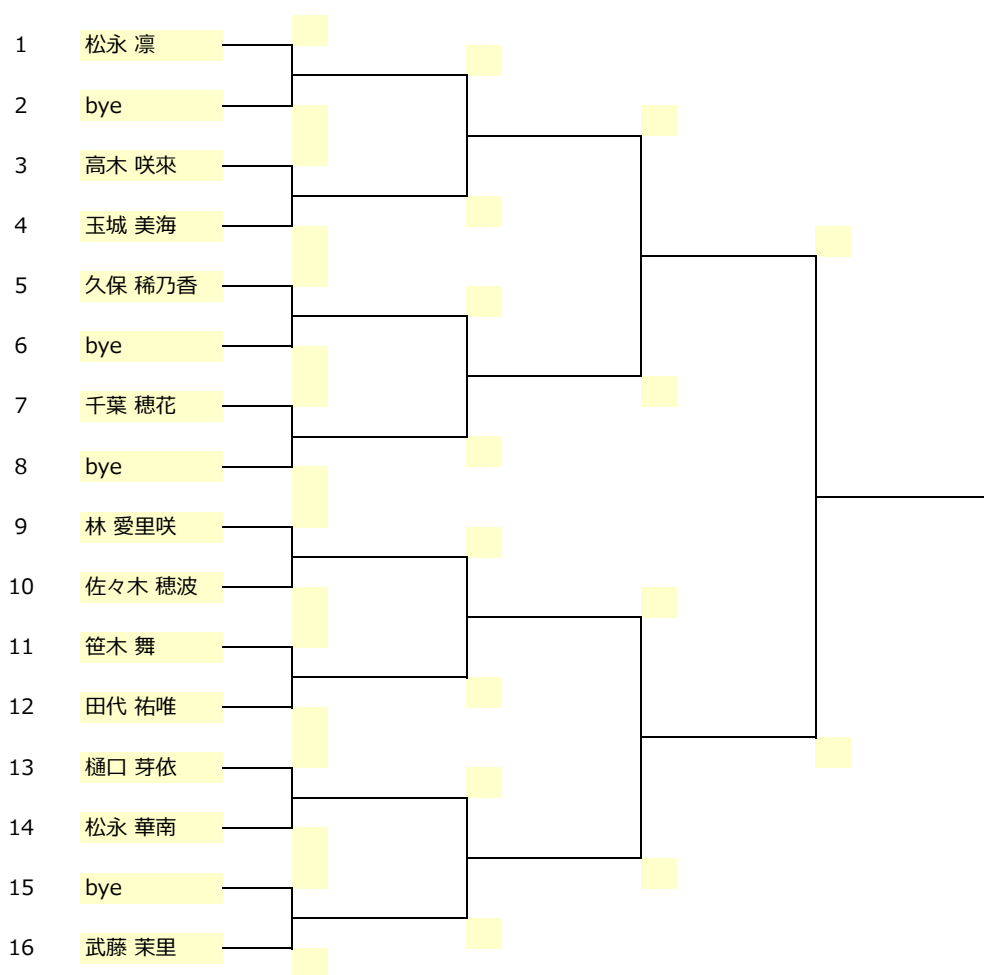 1 松永 凛
2 bye
3 高木 咲來
4 玉城 美海
5 久保 稀乃香
6 bye
7 千葉 穂花
8 bye
9 林 愛里咲
10 佐々木 穂波
11 笹木 舞
12 田代 祐唯
13 樋口 芽依
14 松永 華南
15 bye
16 武藤 茉里